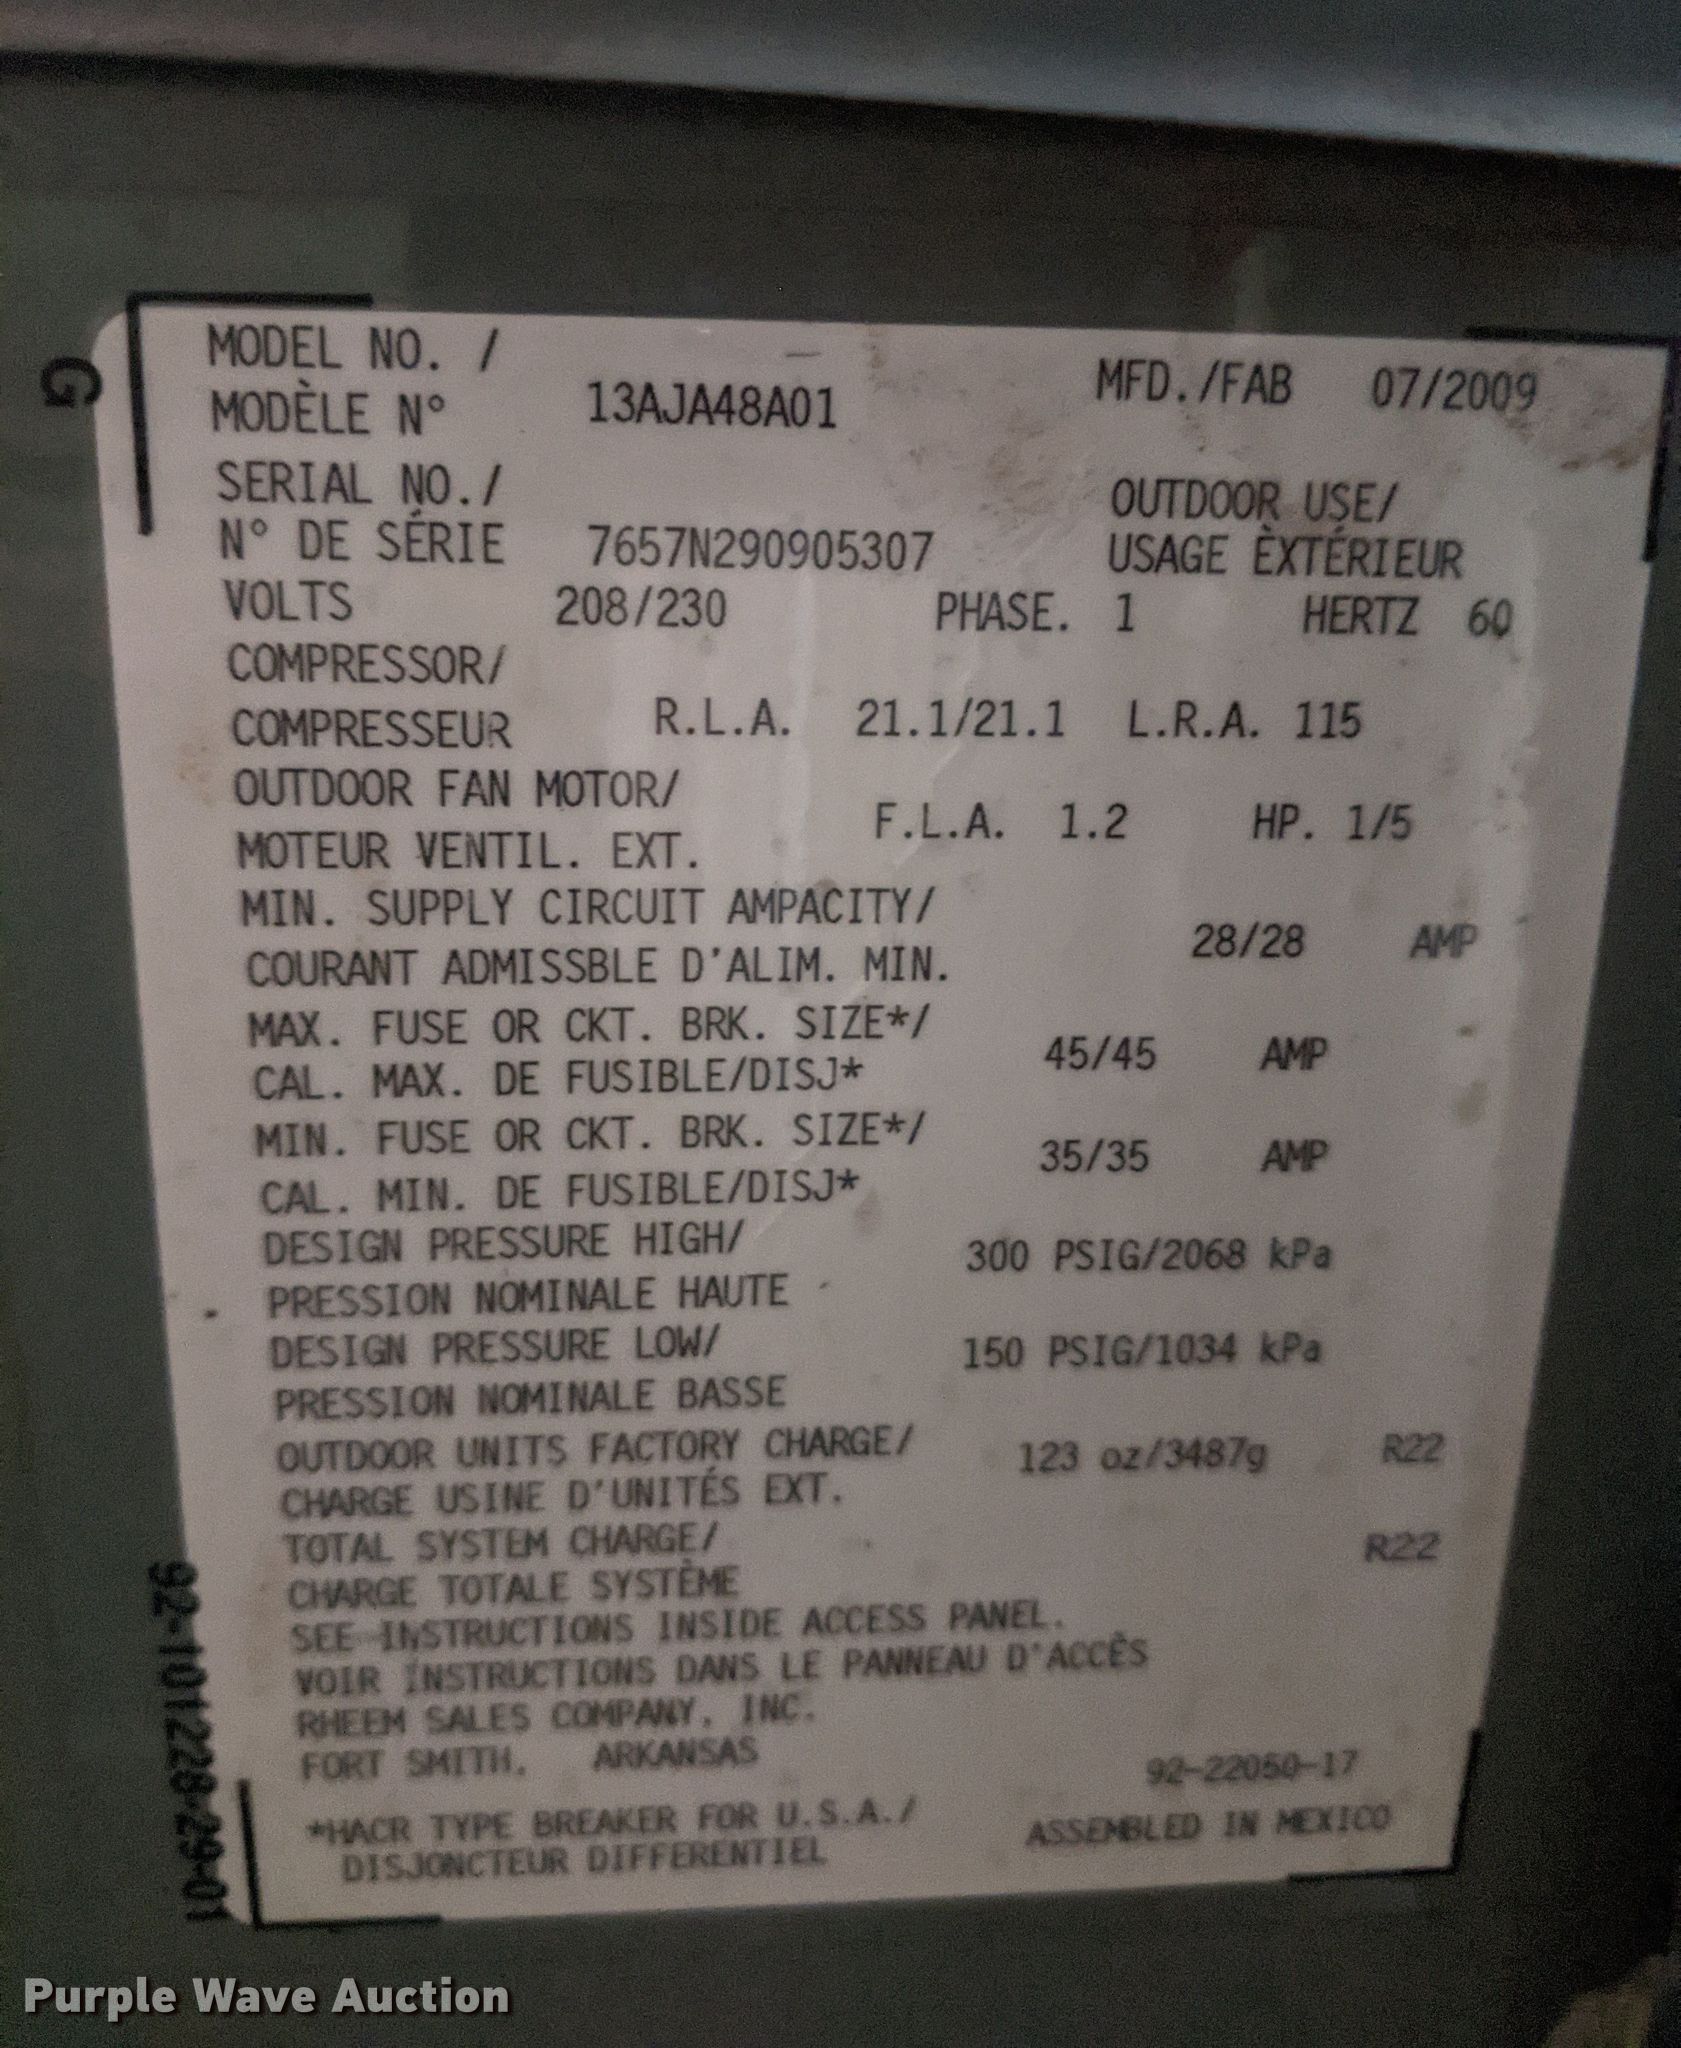 G
MODEL NO. /
MODÈLE N° 13AJA48A01 MFD./FAB 07/2009
SERIAL NO./ OUTDOOR USE/
N° DE SÉRIE 7657N290905307 USAGE ÈXTÉRIEUR
VOLTS 208/230 PHASE. 1 HERTZ 60
COMPRESSOR/
COMPRESSEUR R.L.A. 21.1/21.1 L.R.A. 115
OUTDOOR FAN MOTOR/ F.L.A. 1.2 HP. 1/5
MOTEUR VENTIL. EXT.
MIN. SUPPLY CIRCUIT AMPACITY/ 28/28 AMP
COURANT ADMISSBLE D'ALIM. MIN.
MAX. FUSE OR CKT. BRK. SIZE*/ 45/45 AMP
CAL. MAX. DE FUSIBLE/DISJ*
MIN. FUSE OR CKT. BRK. SIZE*/ 35/35 AMP
CAL. MIN. DE FUSIBLE/DISJ*
DESIGN PRESSURE HIGH/ 300 PSIG/2068 kPa
PRESSION NOMINALE HAUTE
DESIGN PRESSURE LOW/ 150 PSIG/1034 kPa
PRESSION NOMINALE BASSE
OUTDOOR UNITS FACTORY CHARGE/ 123 oz/3487g R22
CHARGE USINE D'UNITÉS EXT.
TOTAL SYSTEM CHARGE/ R22
CHARGE TOTALE SYSTÈME
SEE INSTRUCTIONS INSIDE ACCESS PANEL.
VOIR INSTRUCTIONS DANS LE PANNEAU D'ACCÈS
RHEEM SALES COMPANY, INC.
FORT SMITH, ARKANSAS 92-22050-17
*HACR TYPE BREAKER FOR U.S.A./ ASSEMBLED IN MEXICO
DISJONCTEUR DIFFERENTIEL
92-101228-29-01
Purple Wave Auction